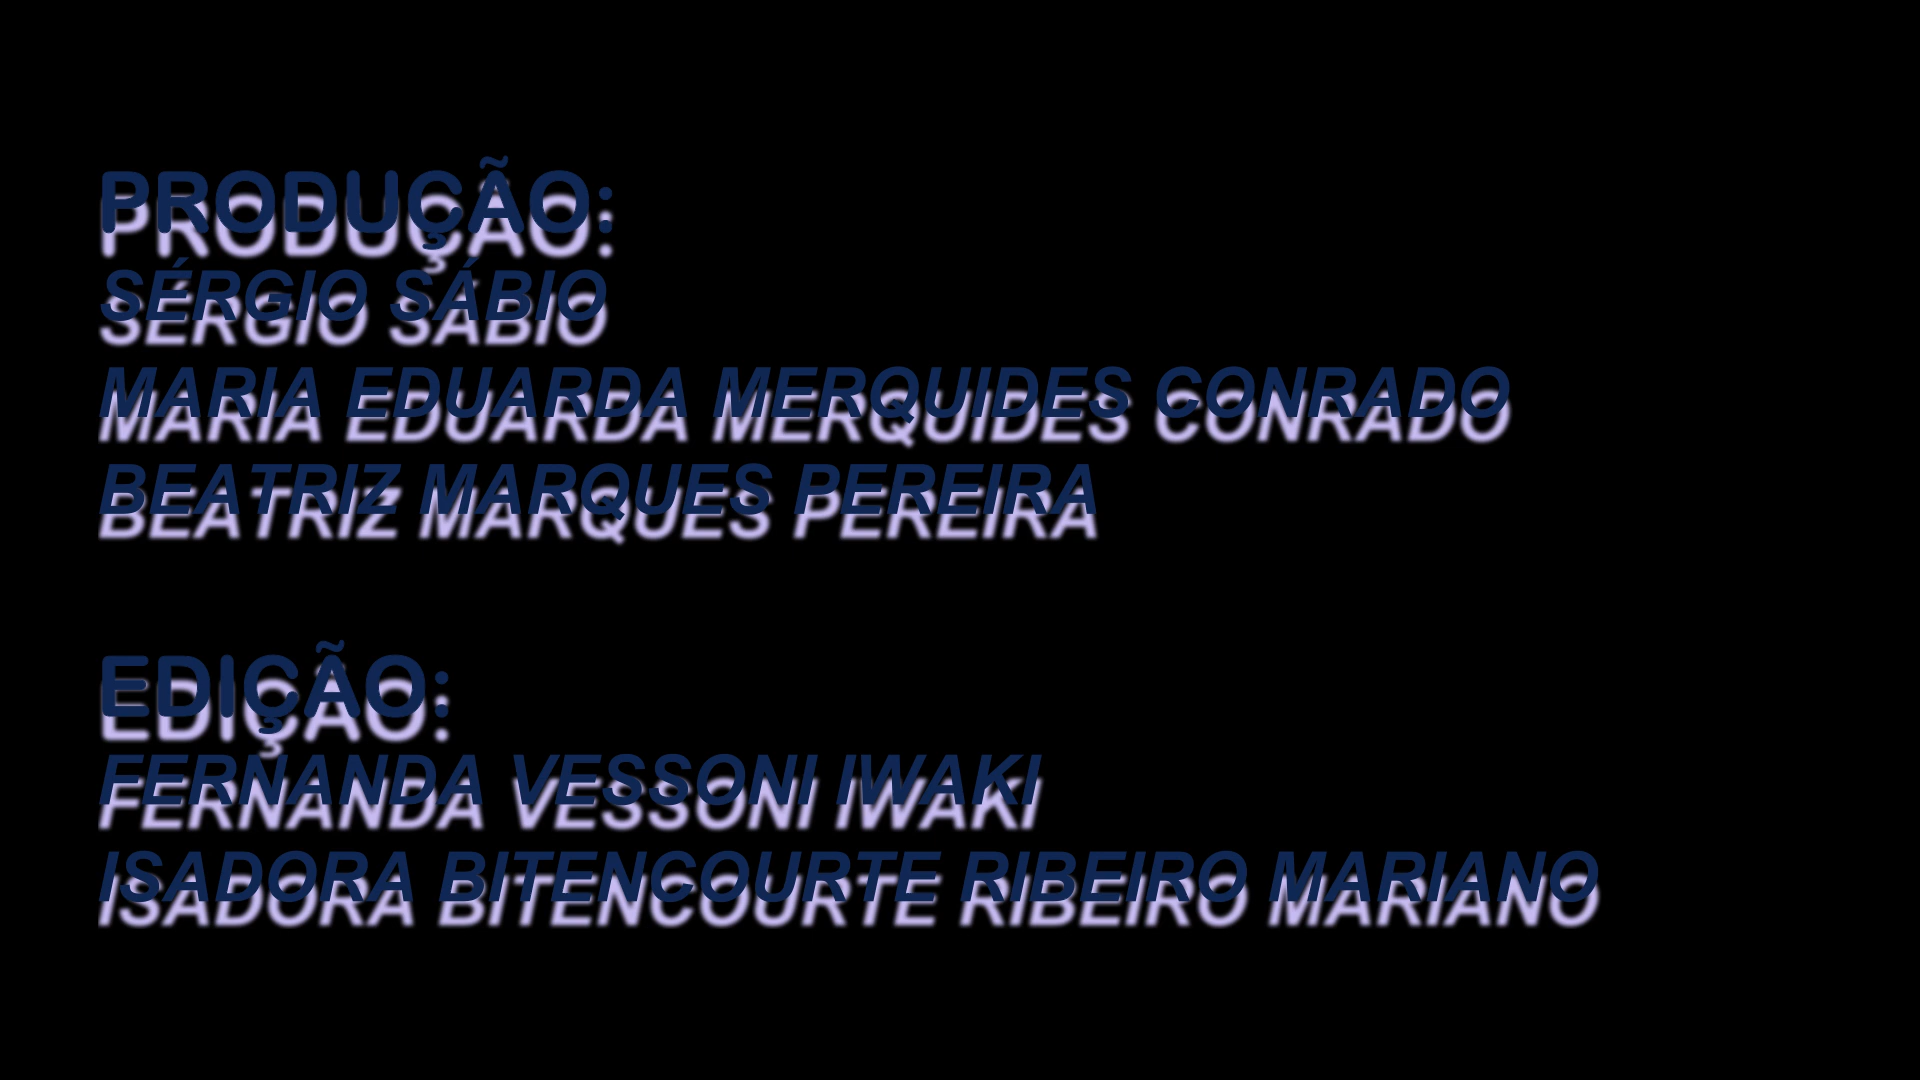 PRODUÇÃO:
SÉRGIO SÁBIO
MARIA EDUARDA MERQUIDES CONRADO
BEATRIZ MARQUES PEREIRA
EDIÇÃO:
FERNANDA VESSONI IWAKI
ISADORA BITENCOURTE RIBEIRO MARIANO